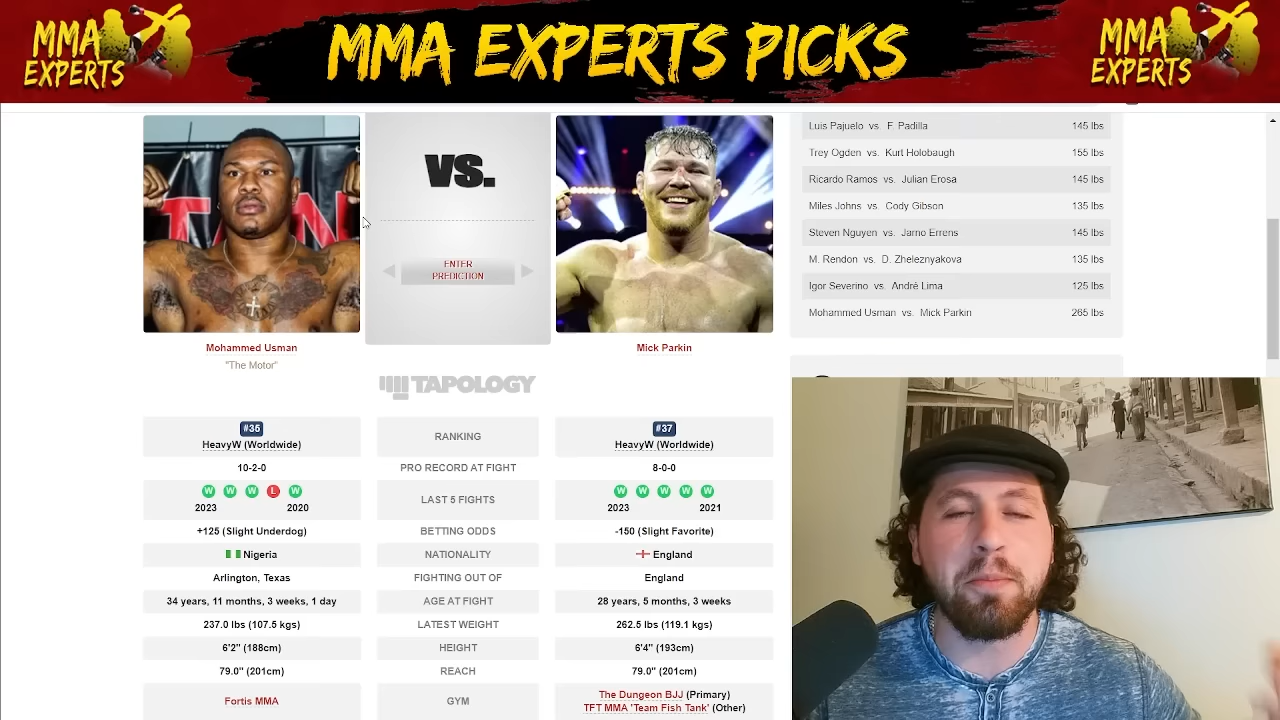 MMA
EXPERTS
MMA EXPERTS PICKS
MMA
EXPERTS
VS.
ENTER
PREDICTION
Mohammed Usman
"The Motor"
Mick Parkin
TAPOLOGY
#35 RANKING #37
HeavyW (Worldwide) HeavyW (Worldwide)
10-2-0 PRO RECORD AT FIGHT 8-0-0
W W W L W LAST 5 FIGHTS W W W W W
2023 2020 2023 2021
+125 (Slight Underdog) BETTING ODDS -150 (Slight Favorite)
Nigeria NATIONALITY England
Arlington, Texas FIGHTING OUT OF England
34 years, 11 months, 3 weeks, 1 day AGE AT FIGHT 28 years, 5 months, 3 weeks
237.0 lbs (107.5 kgs) LATEST WEIGHT 262.5 lbs (119.1 kgs)
6'2" (188cm) HEIGHT 6'4" (193cm)
79.0" (201cm) REACH 79.0" (201cm)
Fortis MMA GYM The Dungeon BJJ (Primary)
TFT MMA 'Team Fish Tank' (Other)
Luis Pajuelo vs. F. Padilla 145 lbs
Trey Ogden vs. Kurt Holobaugh 155 lbs
Ricardo Ramos vs. Julian Erosa 145 lbs
Miles Johns vs. Cody Gibson 135 lbs
Steven Nguyen vs. Jarno Errens 145 lbs
M. Rendon vs. D. Zheleznyakova 135 lbs
Igor Severino vs. André Lima 125 lbs
Mohammed Usman vs. Mick Parkin 265 lbs